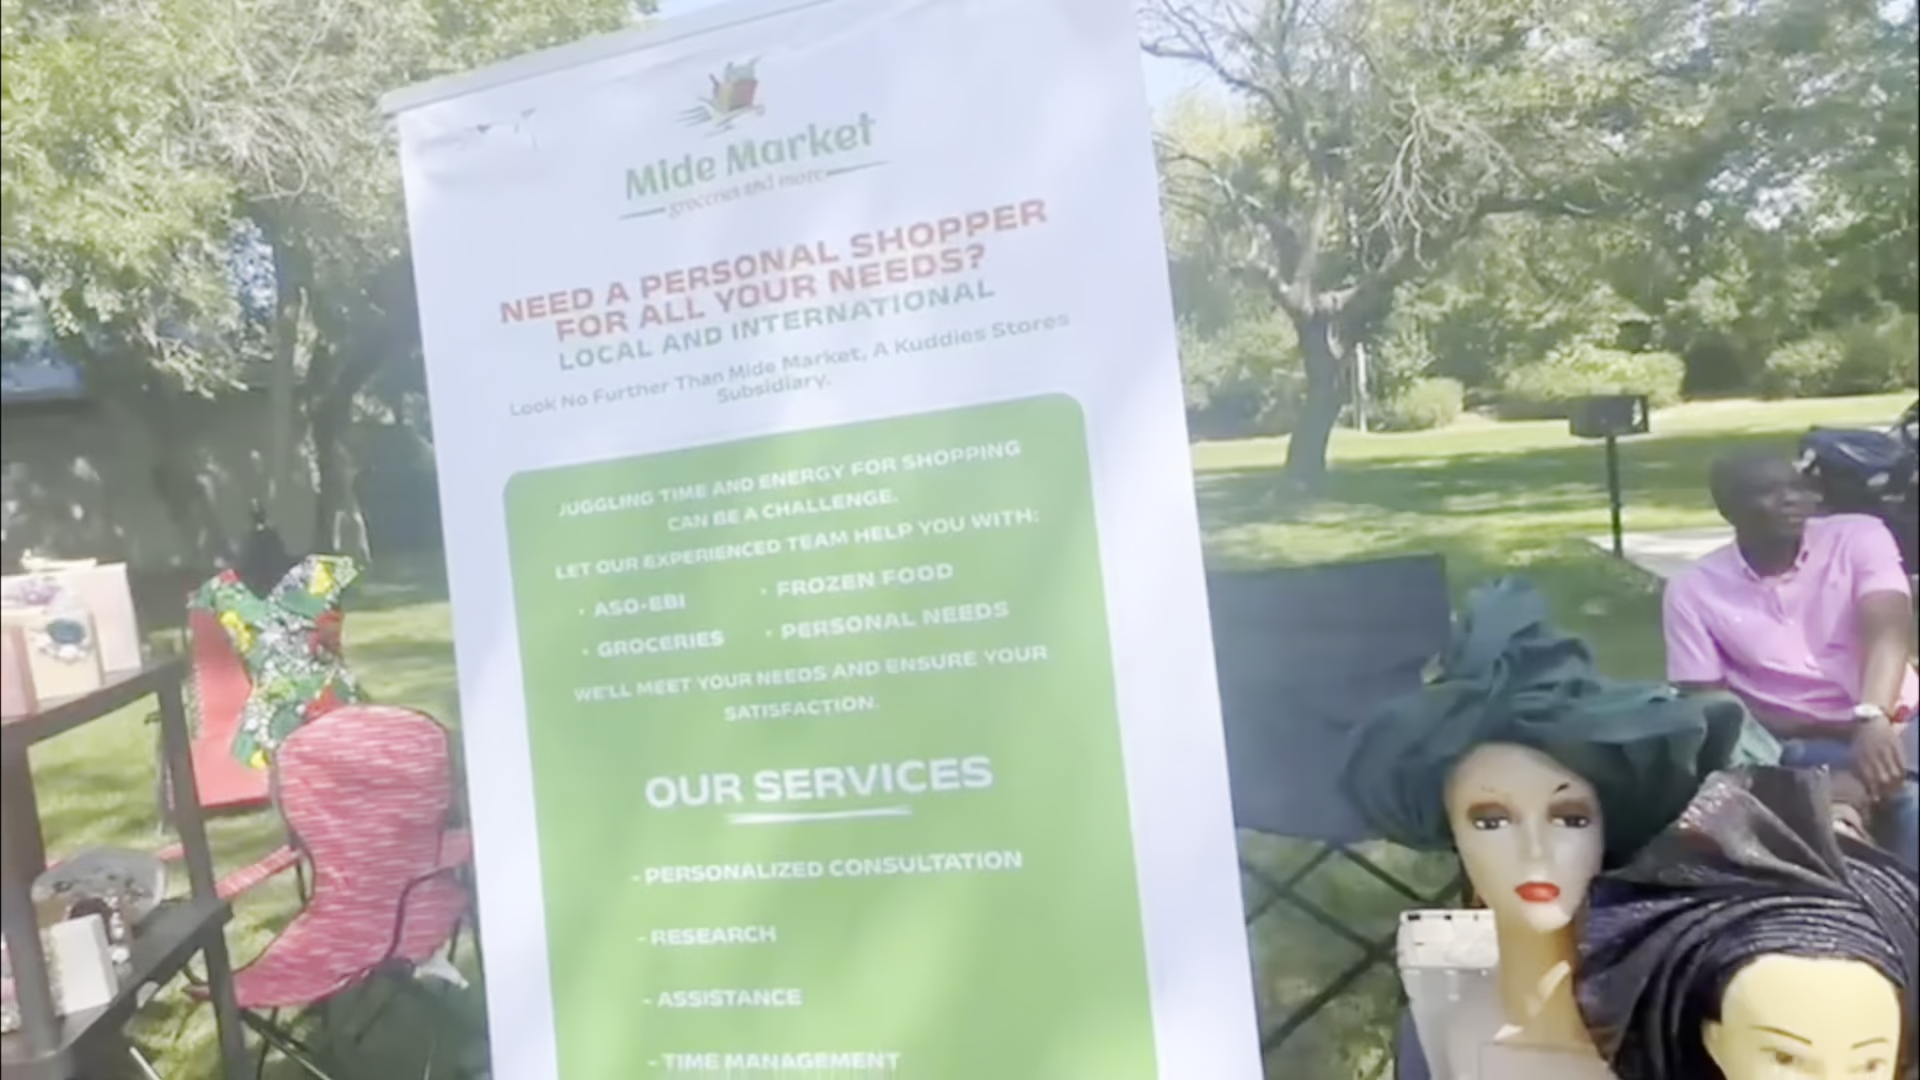 Mide Market
groceries and more
NEED A PERSONAL SHOPPER
FOR ALL YOUR NEEDS?
LOCAL AND INTERNATIONAL
Look No Further Than Mide Market, A Kuddies Stores
Subsidiary.
JUGGLING TIME AND ENERGY FOR SHOPPING
CAN BE A CHALLENGE.
LET OUR EXPERIENCED TEAM HELP YOU WITH:
• ASO-EBI • FROZEN FOOD
• GROCERIES • PERSONAL NEEDS
WE'LL MEET YOUR NEEDS AND ENSURE YOUR
SATISFACTION.
OUR SERVICES
- PERSONALIZED CONSULTATION
- RESEARCH
- ASSISTANCE
- TIME MANAGEMENT